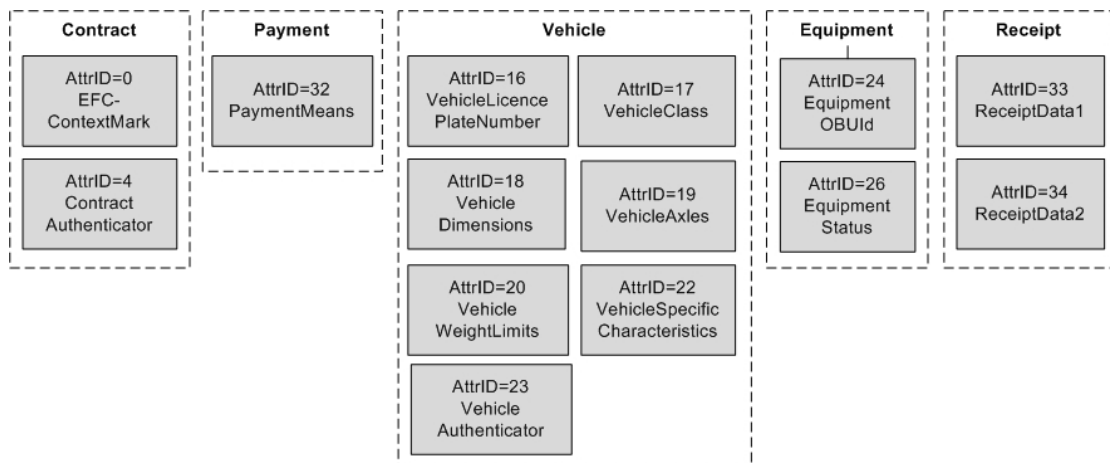 Contract
AttrID=0
EFC-
ContextMark
AttrID=4
Contract
Authenticator
Payment
AttrID=32
PaymentMeans
Vehicle
AttrID=16
VehicleLicence
PlateNumber
AttrID=17
VehicleClass
AttrID=18
Vehicle
Dimensions
AttrID=19
VehicleAxles
AttrID=20
Vehicle
WeightLimits
AttrID=22
VehicleSpecific
Characteristics
AttrID=23
Vehicle
Authenticator
Equipment
AttrID=24
Equipment
OBUId
AttrID=26
Equipment
Status
Receipt
AttrID=33
ReceiptData1
AttrID=34
ReceiptData2